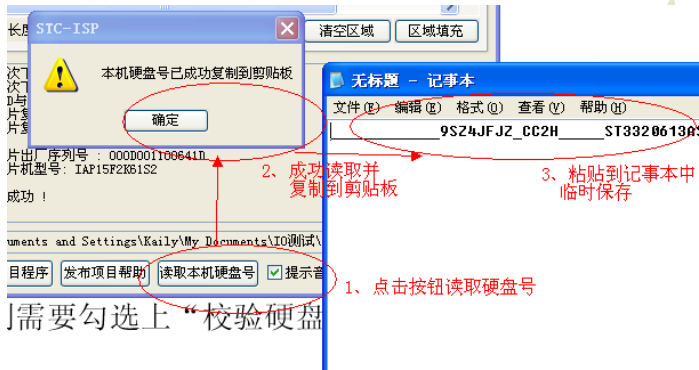 长度
清空区域
区域填充
STC-ISP
本机硬盘号已成功复制到剪贴板
确定
次下
次下
D与
片复
片复
片出厂序列号 : 000D001100641D
片机型号: IAP15F2K61S2
成功 !
uments and Settings\Kaily\My Documents\IO测试\
目程序
发布项目帮助
读取本机硬盘号
提示音
无标题 - 记事本
文件(F) 编辑(E) 格式(O) 查看(V) 帮助(H)
_____9SZ4JFJZ_CC2H_____ST3320613AS
2、成功读取并
复制到剪贴板
3、粘贴到记事本中
临时保存
1、点击按钮读取硬盘号
需要勾选上“校验硬盘